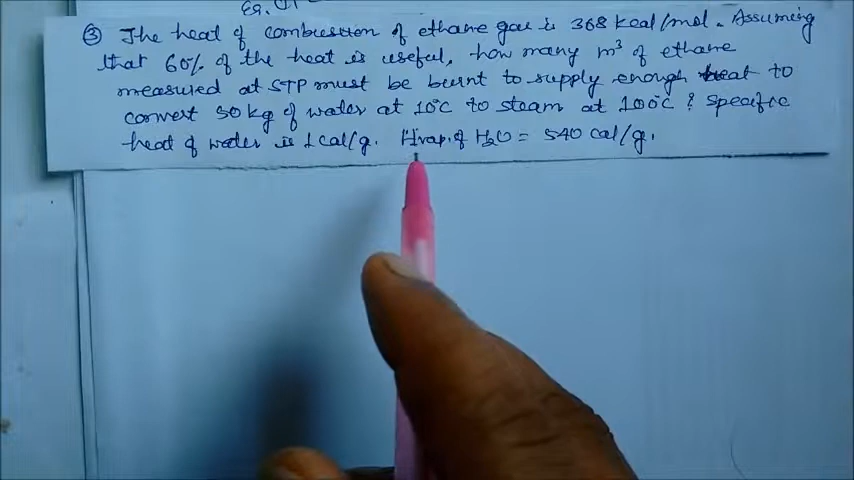 ③ The heat of combustion of ethane gas is 368 kcal/mol. Assuming
that 60% of the heat is useful, how many m³ of ethane
measured at STP must be burnt to supply enough heat to
convert 50kg of water at 10°C to steam at 100°C? Specific
heat of water is 1 cal/g. Hvap. of H₂O = 540 cal/g.